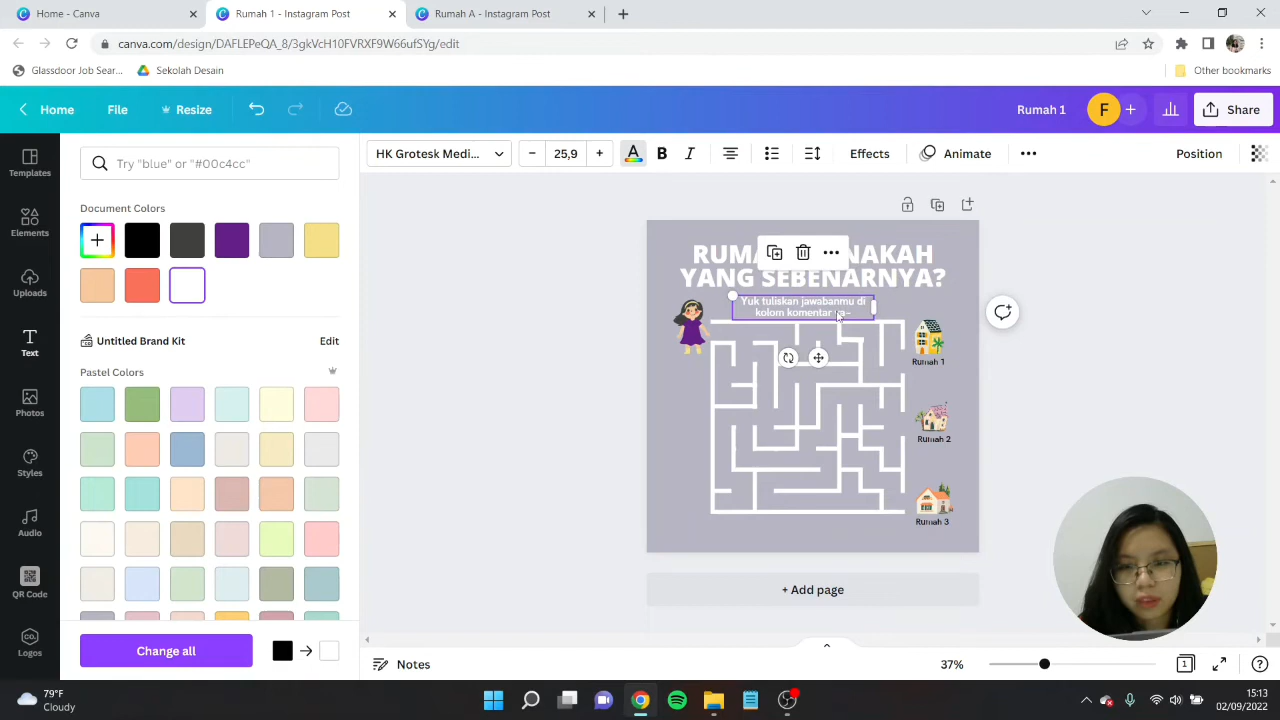 Home - Canva
Rumah 1 - Instagram Post
Rumah A - Instagram Post
canva.com/design/DAFLEPeQA_8/3gkVcH10FVRXF9W66ufSYg/edit
Glassdoor Job Sear...
Sekolah Desain
Other bookmarks
Home
File
Resize
Rumah 1
F
Share
Templates
Elements
Uploads
Text
Photos
Styles
Audio
QR Code
Logos
Try "blue" or "#00c4cc"
Document Colors
Untitled Brand Kit
Edit
Pastel Colors
Change all
HK Grotesk Medi...
25,9
A
B
I
Effects
Animate
Position
YANG SEBENARNYA?
Yuk tuliskan jawabanmu di
kolom komentar ya~
Rumah 1
Rumah 2
Rumah 3
+ Add page
Notes
37%
1
79°F
Cloudy
15:13
02/09/2022